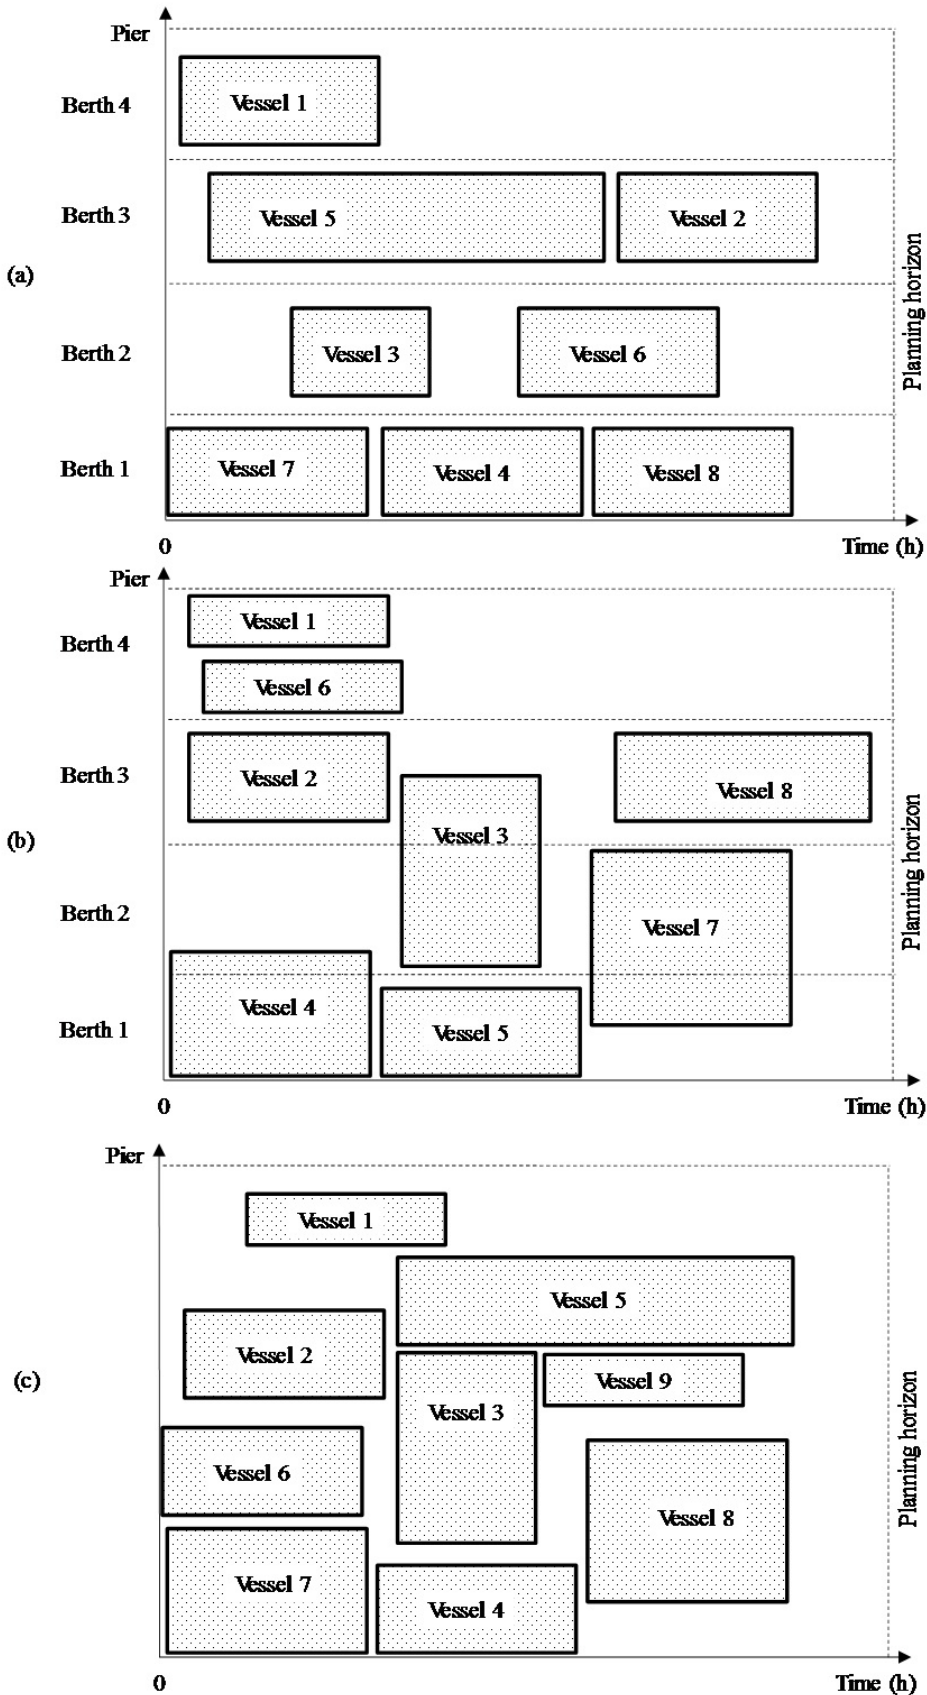 Pier
Berth 4
Vessel 1
Berth 3
Vessel 5
Vessel 2
(a)
Berth 2
Vessel 3
Vessel 6
Planning horizon
Berth 1
Vessel 7
Vessel 4
Vessel 8
0
Time (h)
Pier
Berth 4
Vessel 1
Vessel 6
Berth 3
Vessel 2
Vessel 8
(b)
Vessel 3
Berth 2
Vessel 7
Planning horizon
Berth 1
Vessel 4
Vessel 5
0
Time (h)
Pier
Vessel 1
Vessel 5
Vessel 2
(c)
Vessel 9
Vessel 3
Vessel 6
Vessel 8
Planning horizon
Vessel 7
Vessel 4
0
Time (h)